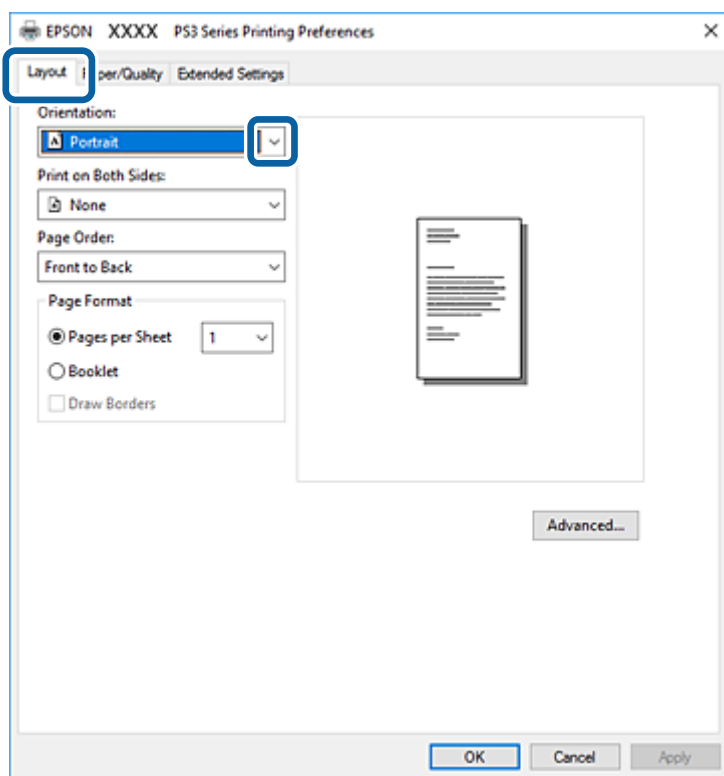 EPSON XXXX PS3 Series Printing Preferences
Layout per/Quality Extended Settings
Orientation:
A Portrait
Print on Both Sides:
None
Page Order:
Front to Back
Page Format
Pages per Sheet 1
Booklet
Draw Borders
Advanced...
OK Cancel Apply